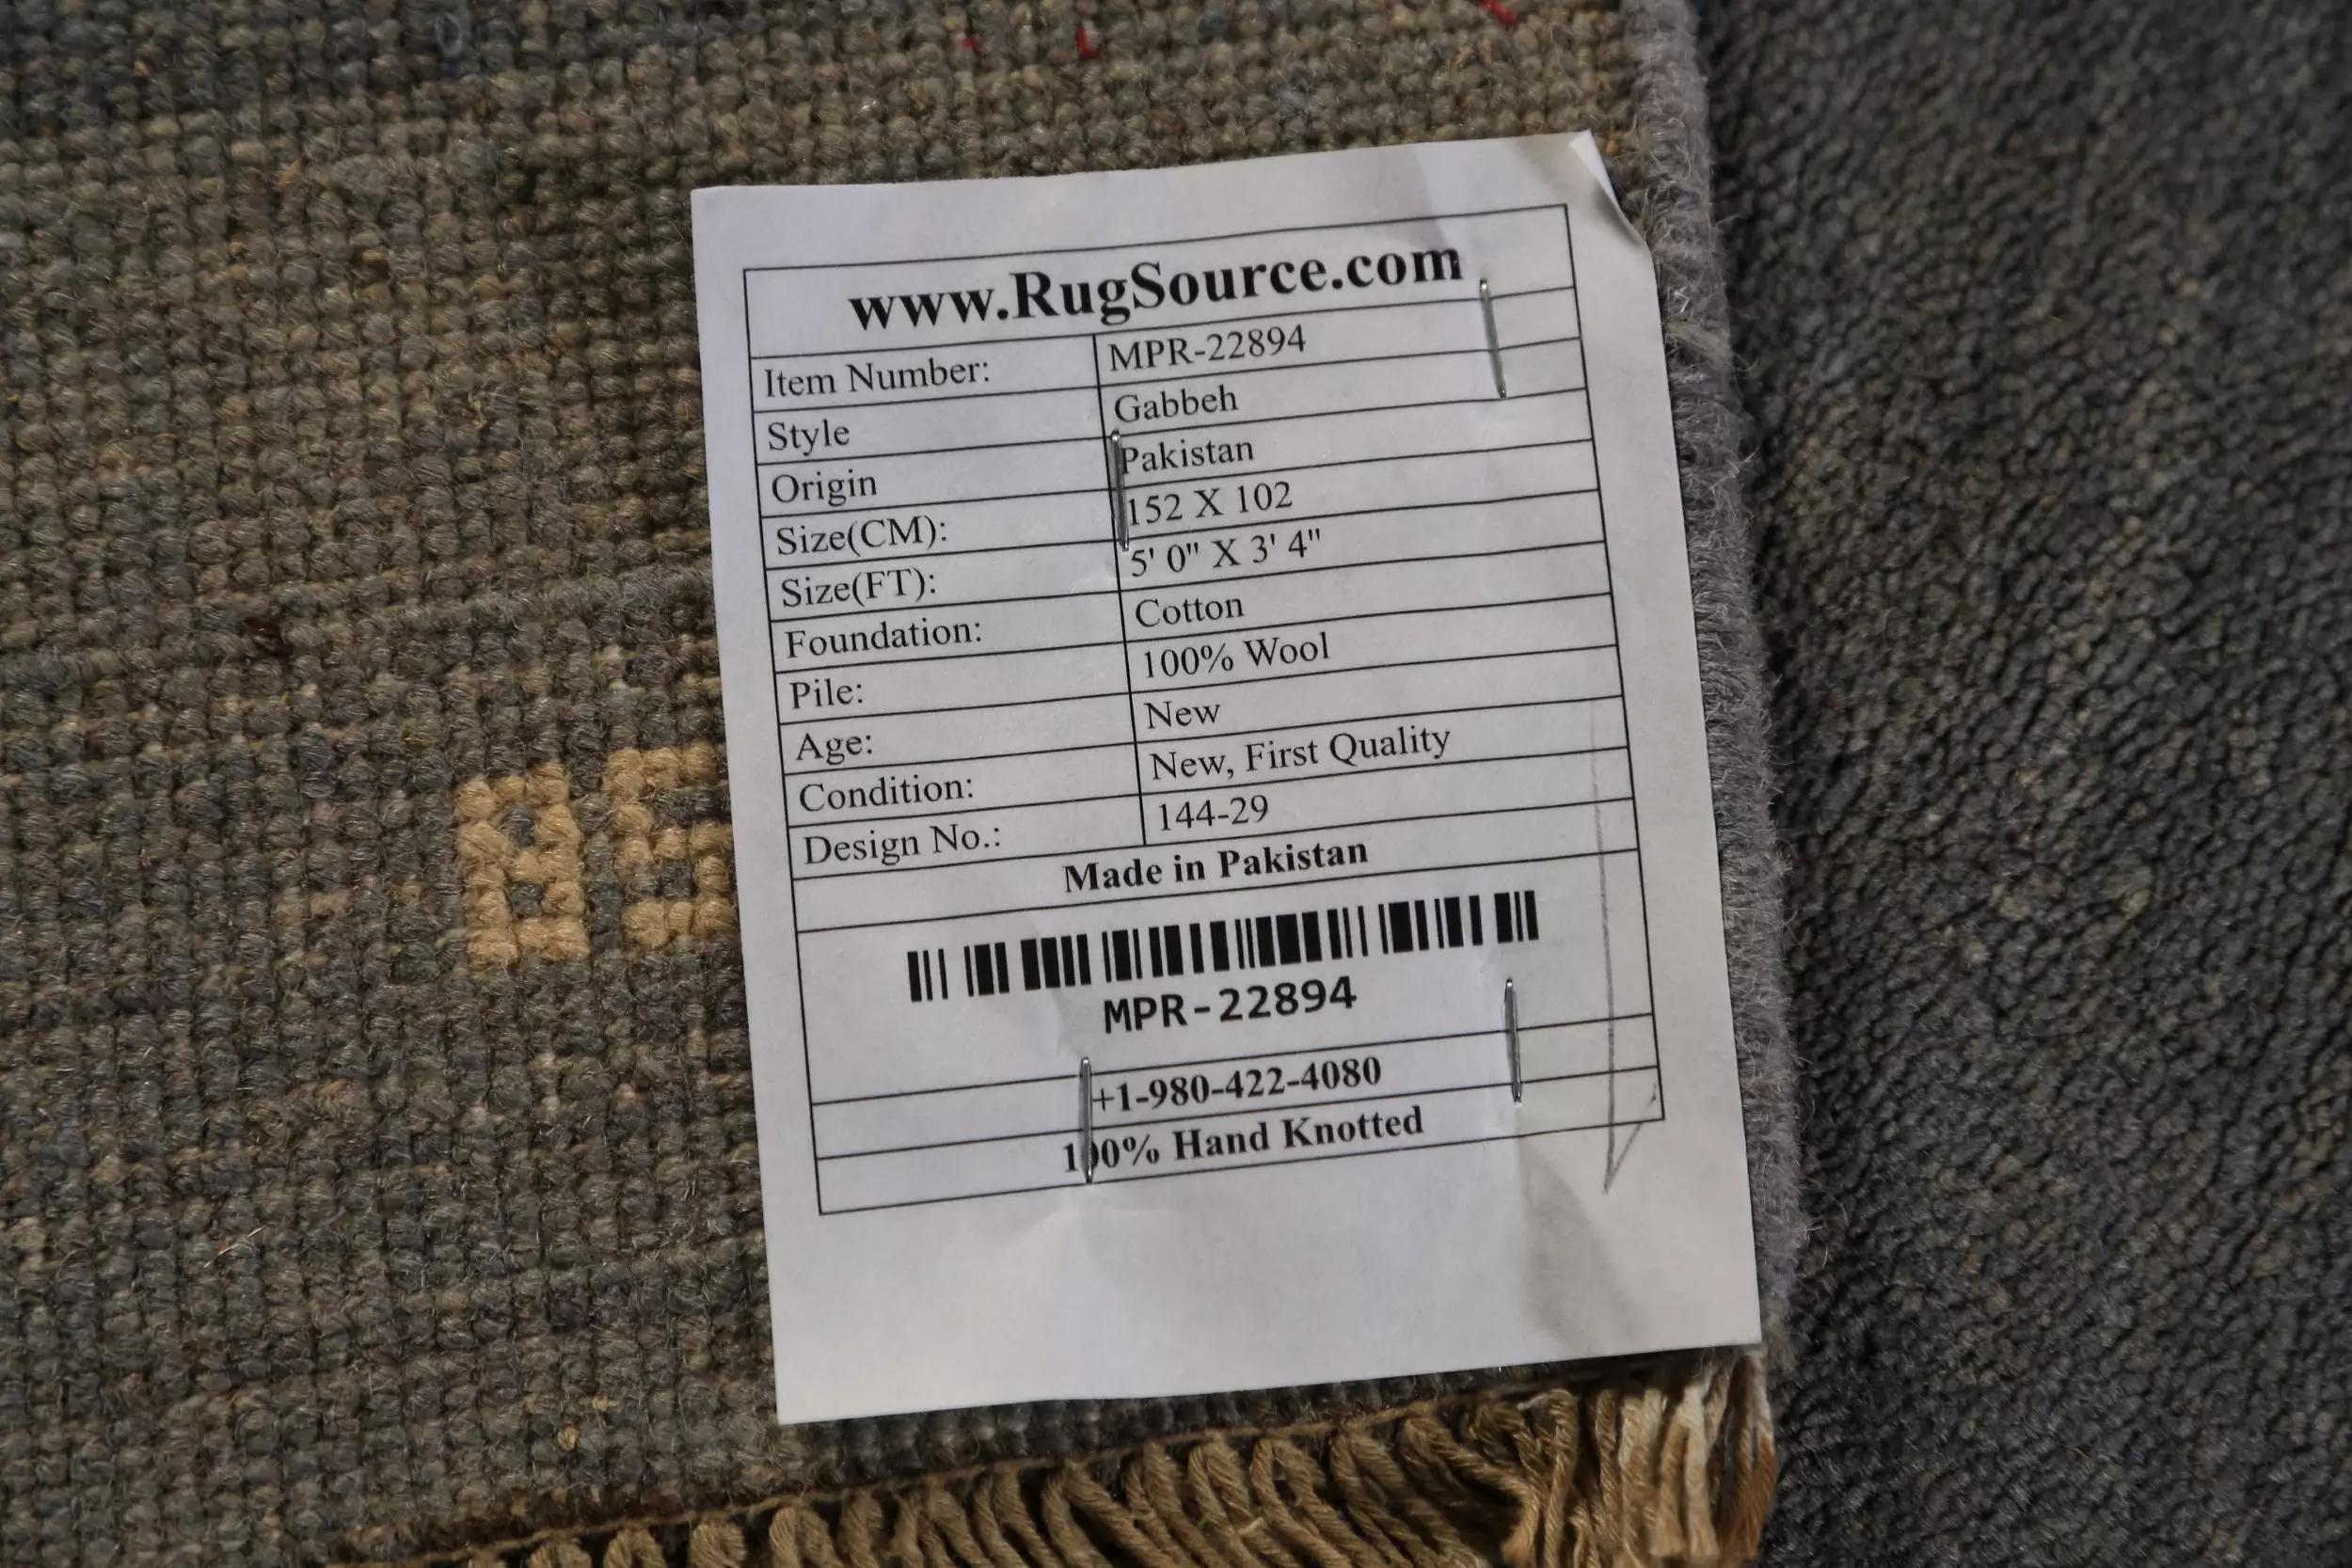 www.RugSource.com
Item Number: MPR-22894
Style Gabbeh
Origin Pakistan
Size(CM): 152 X 102
Size(FT): 5' 0" X 3' 4"
Foundation: Cotton
Pile: 100% Wool
Age: New
Condition: New, First Quality
Design No.: 144-29
Made in Pakistan
MPR-22894
+1-980-422-4080
100% Hand Knotted